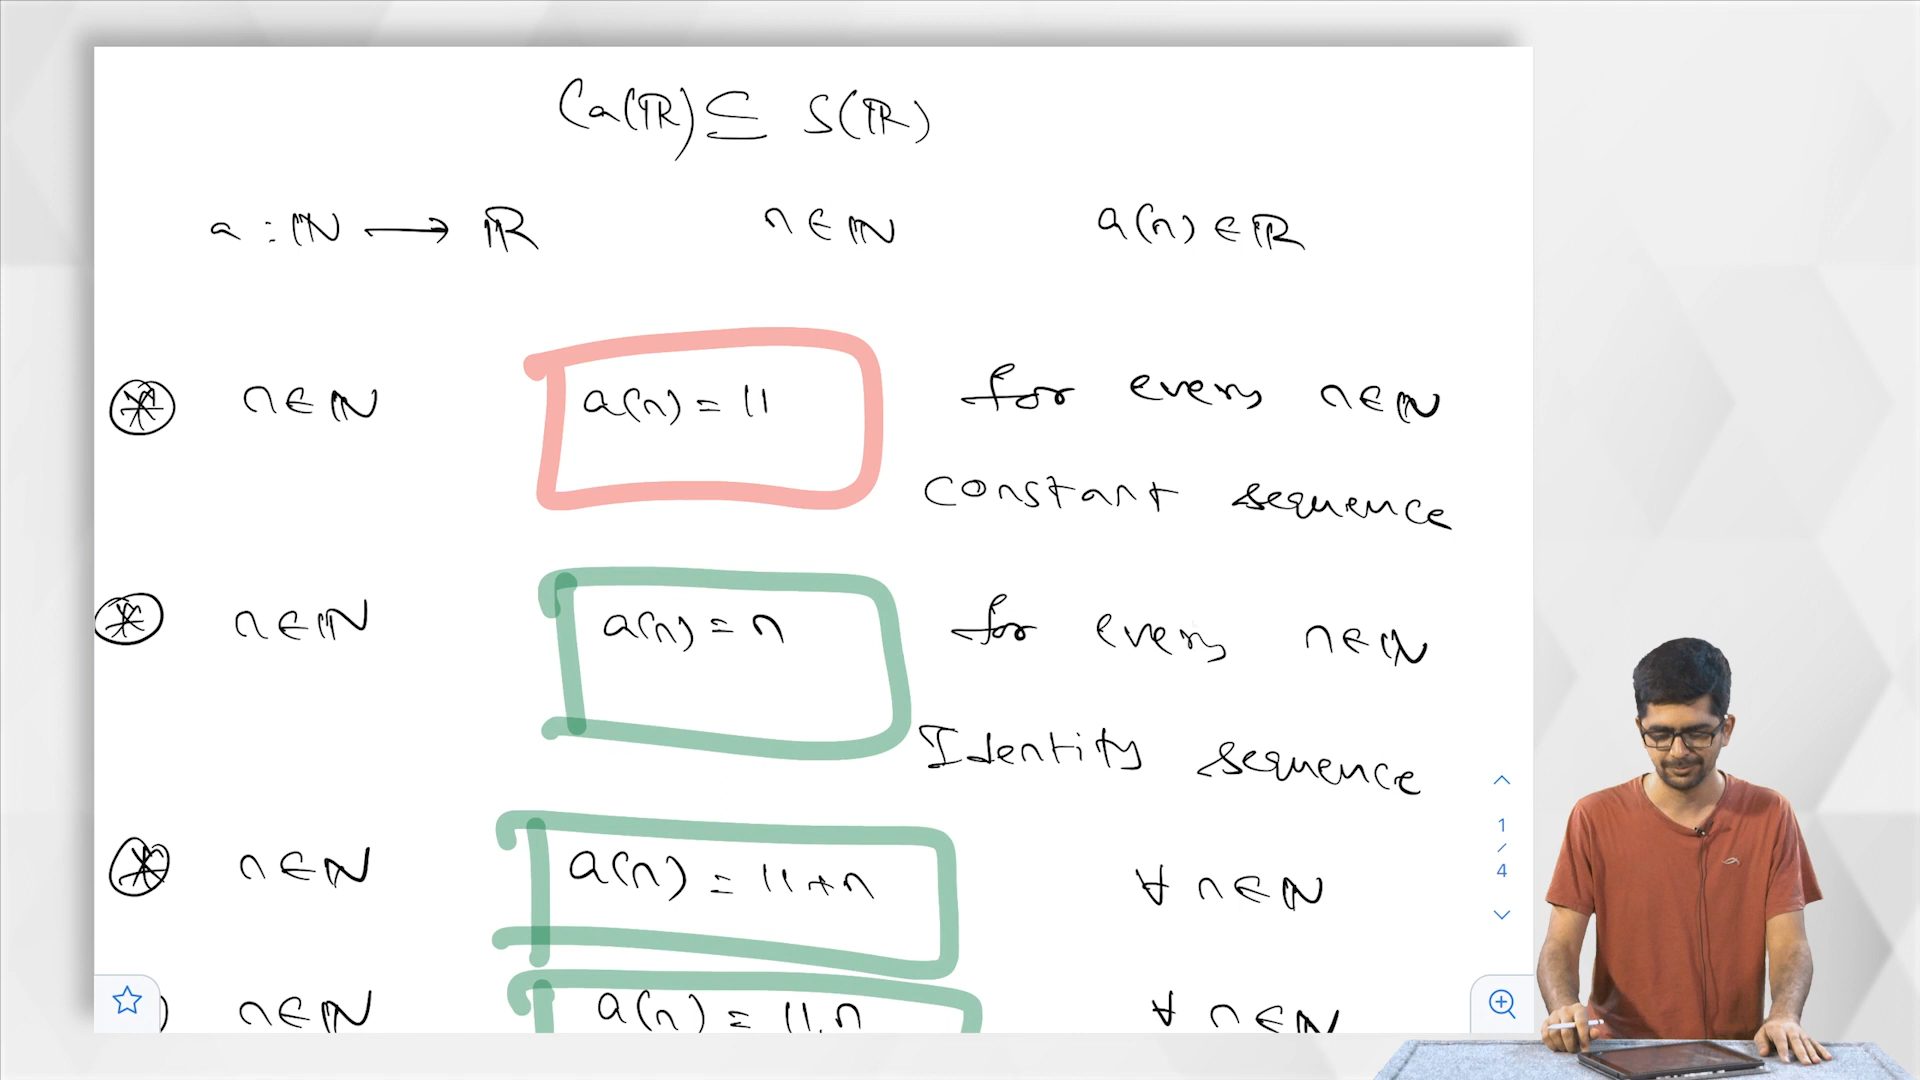 Ca(ℝ) ⊆ S(ℝ)
a : ℕ ⟶ ℝ n ∈ ℕ a(n) ∈ ℝ
n ∈ ℕ a(n) = 11 for every n ∈ ℕ
constant sequence
n ∈ ℕ a(n) = n for every n ∈ ℕ
Identity sequence
n ∈ ℕ a(n) = 11+n ∀ n ∈ ℕ
n ∈ ℕ a(n) = 11.n ∀ n ∈ ℕ
1
/
4